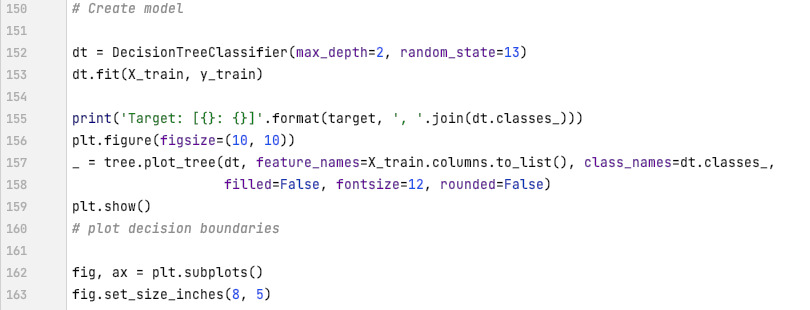 150 # Create model
151
152 dt = DecisionTreeClassifier(max_depth=2, random_state=13)
153 dt.fit(X_train, y_train)
154
155 print('Target: [{}: {}]'.format(target, ', '.join(dt.classes_)))
156 plt.figure(figsize=(10, 10))
157 _ = tree.plot_tree(dt, feature_names=X_train.columns.to_list(), class_names=dt.classes_,
158                    filled=False, fontsize=12, rounded=False)
159 plt.show()
160 # plot decision boundaries
161
162 fig, ax = plt.subplots()
163 fig.set_size_inches(8, 5)